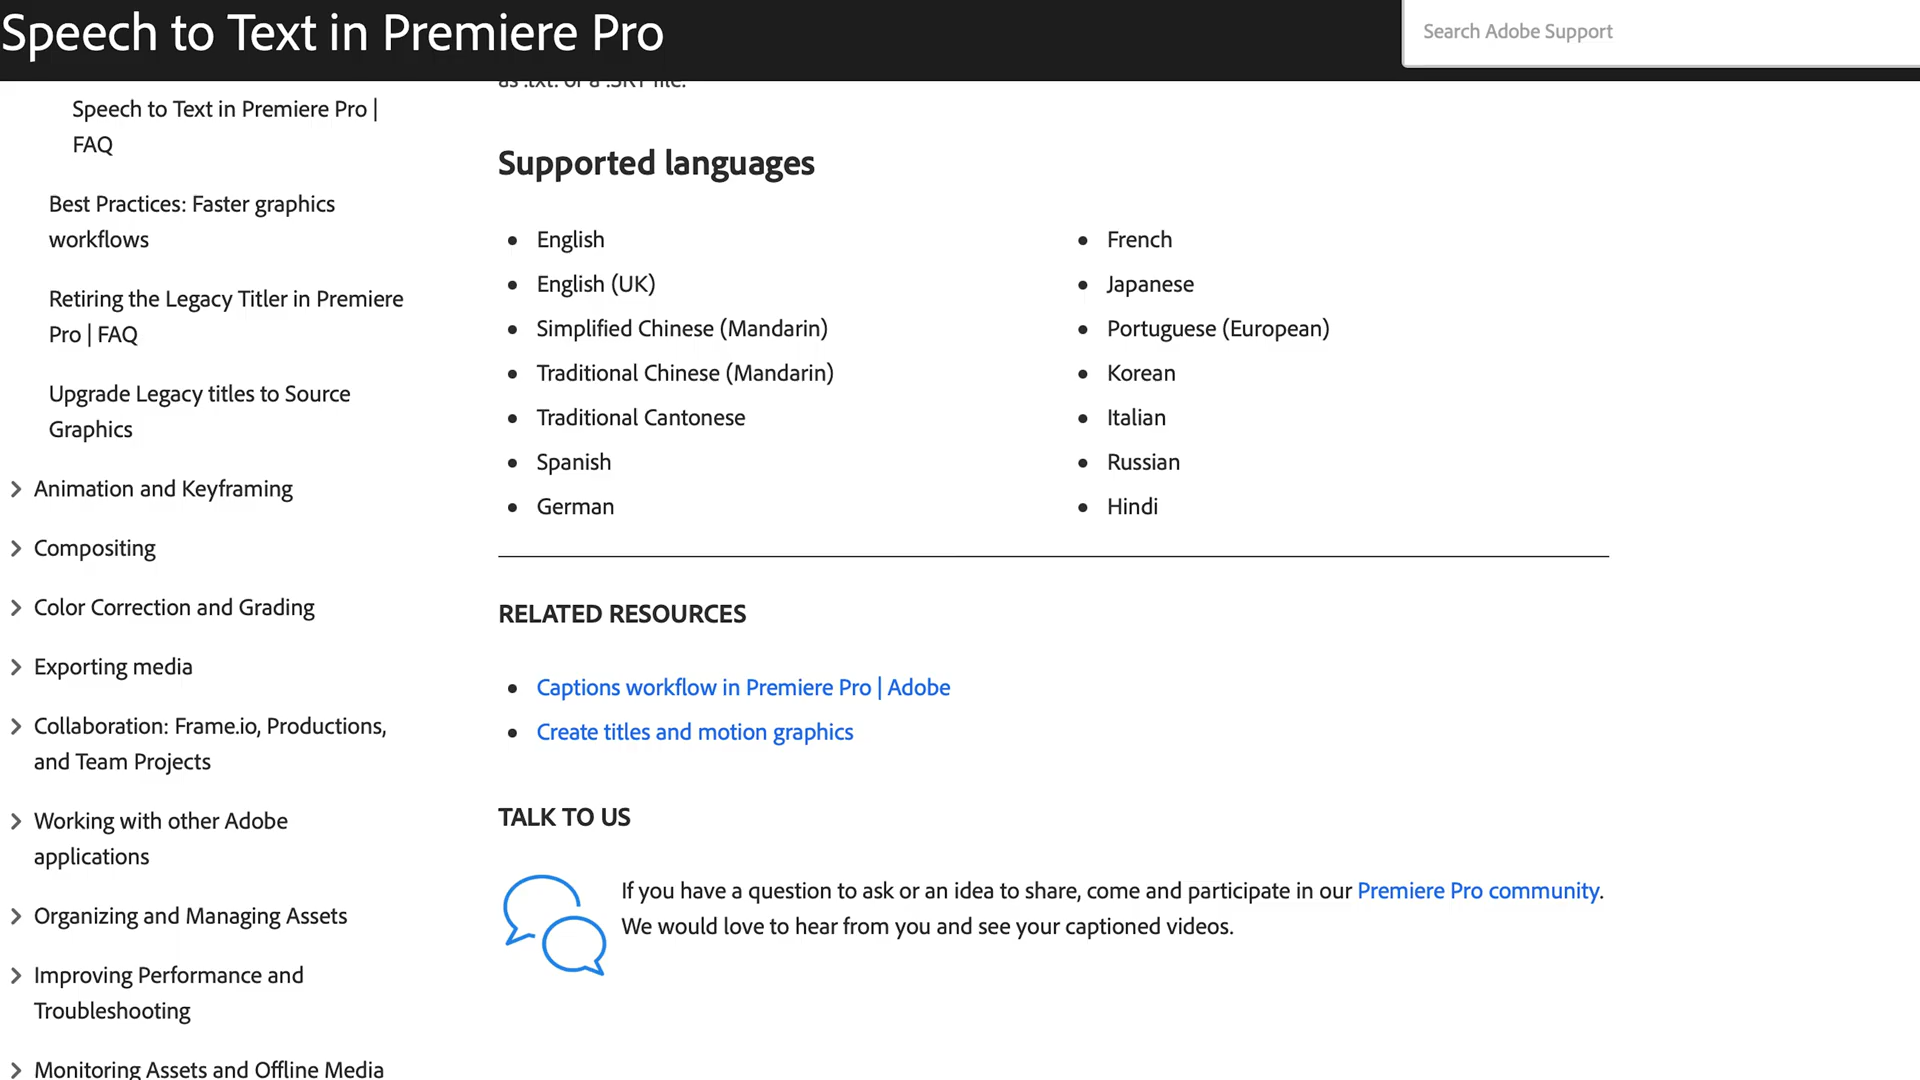 Speech to Text in Premiere Pro
Search Adobe Support
as .txt. or a .SRT file.
Speech to Text in Premiere Pro |
FAQ
Best Practices: Faster graphics
workflows
Retiring the Legacy Titler in Premiere
Pro | FAQ
Upgrade Legacy titles to Source
Graphics
Animation and Keyframing
Compositing
Color Correction and Grading
Exporting media
Collaboration: Frame.io, Productions,
and Team Projects
Working with other Adobe
applications
Organizing and Managing Assets
Improving Performance and
Troubleshooting
Monitoring Assets and Offline Media
Supported languages
English
English (UK)
Simplified Chinese (Mandarin)
Traditional Chinese (Mandarin)
Traditional Cantonese
Spanish
German
French
Japanese
Portuguese (European)
Korean
Italian
Russian
Hindi
RELATED RESOURCES
Captions workflow in Premiere Pro | Adobe
Create titles and motion graphics
TALK TO US
If you have a question to ask or an idea to share, come and participate in our Premiere Pro community.
We would love to hear from you and see your captioned videos.